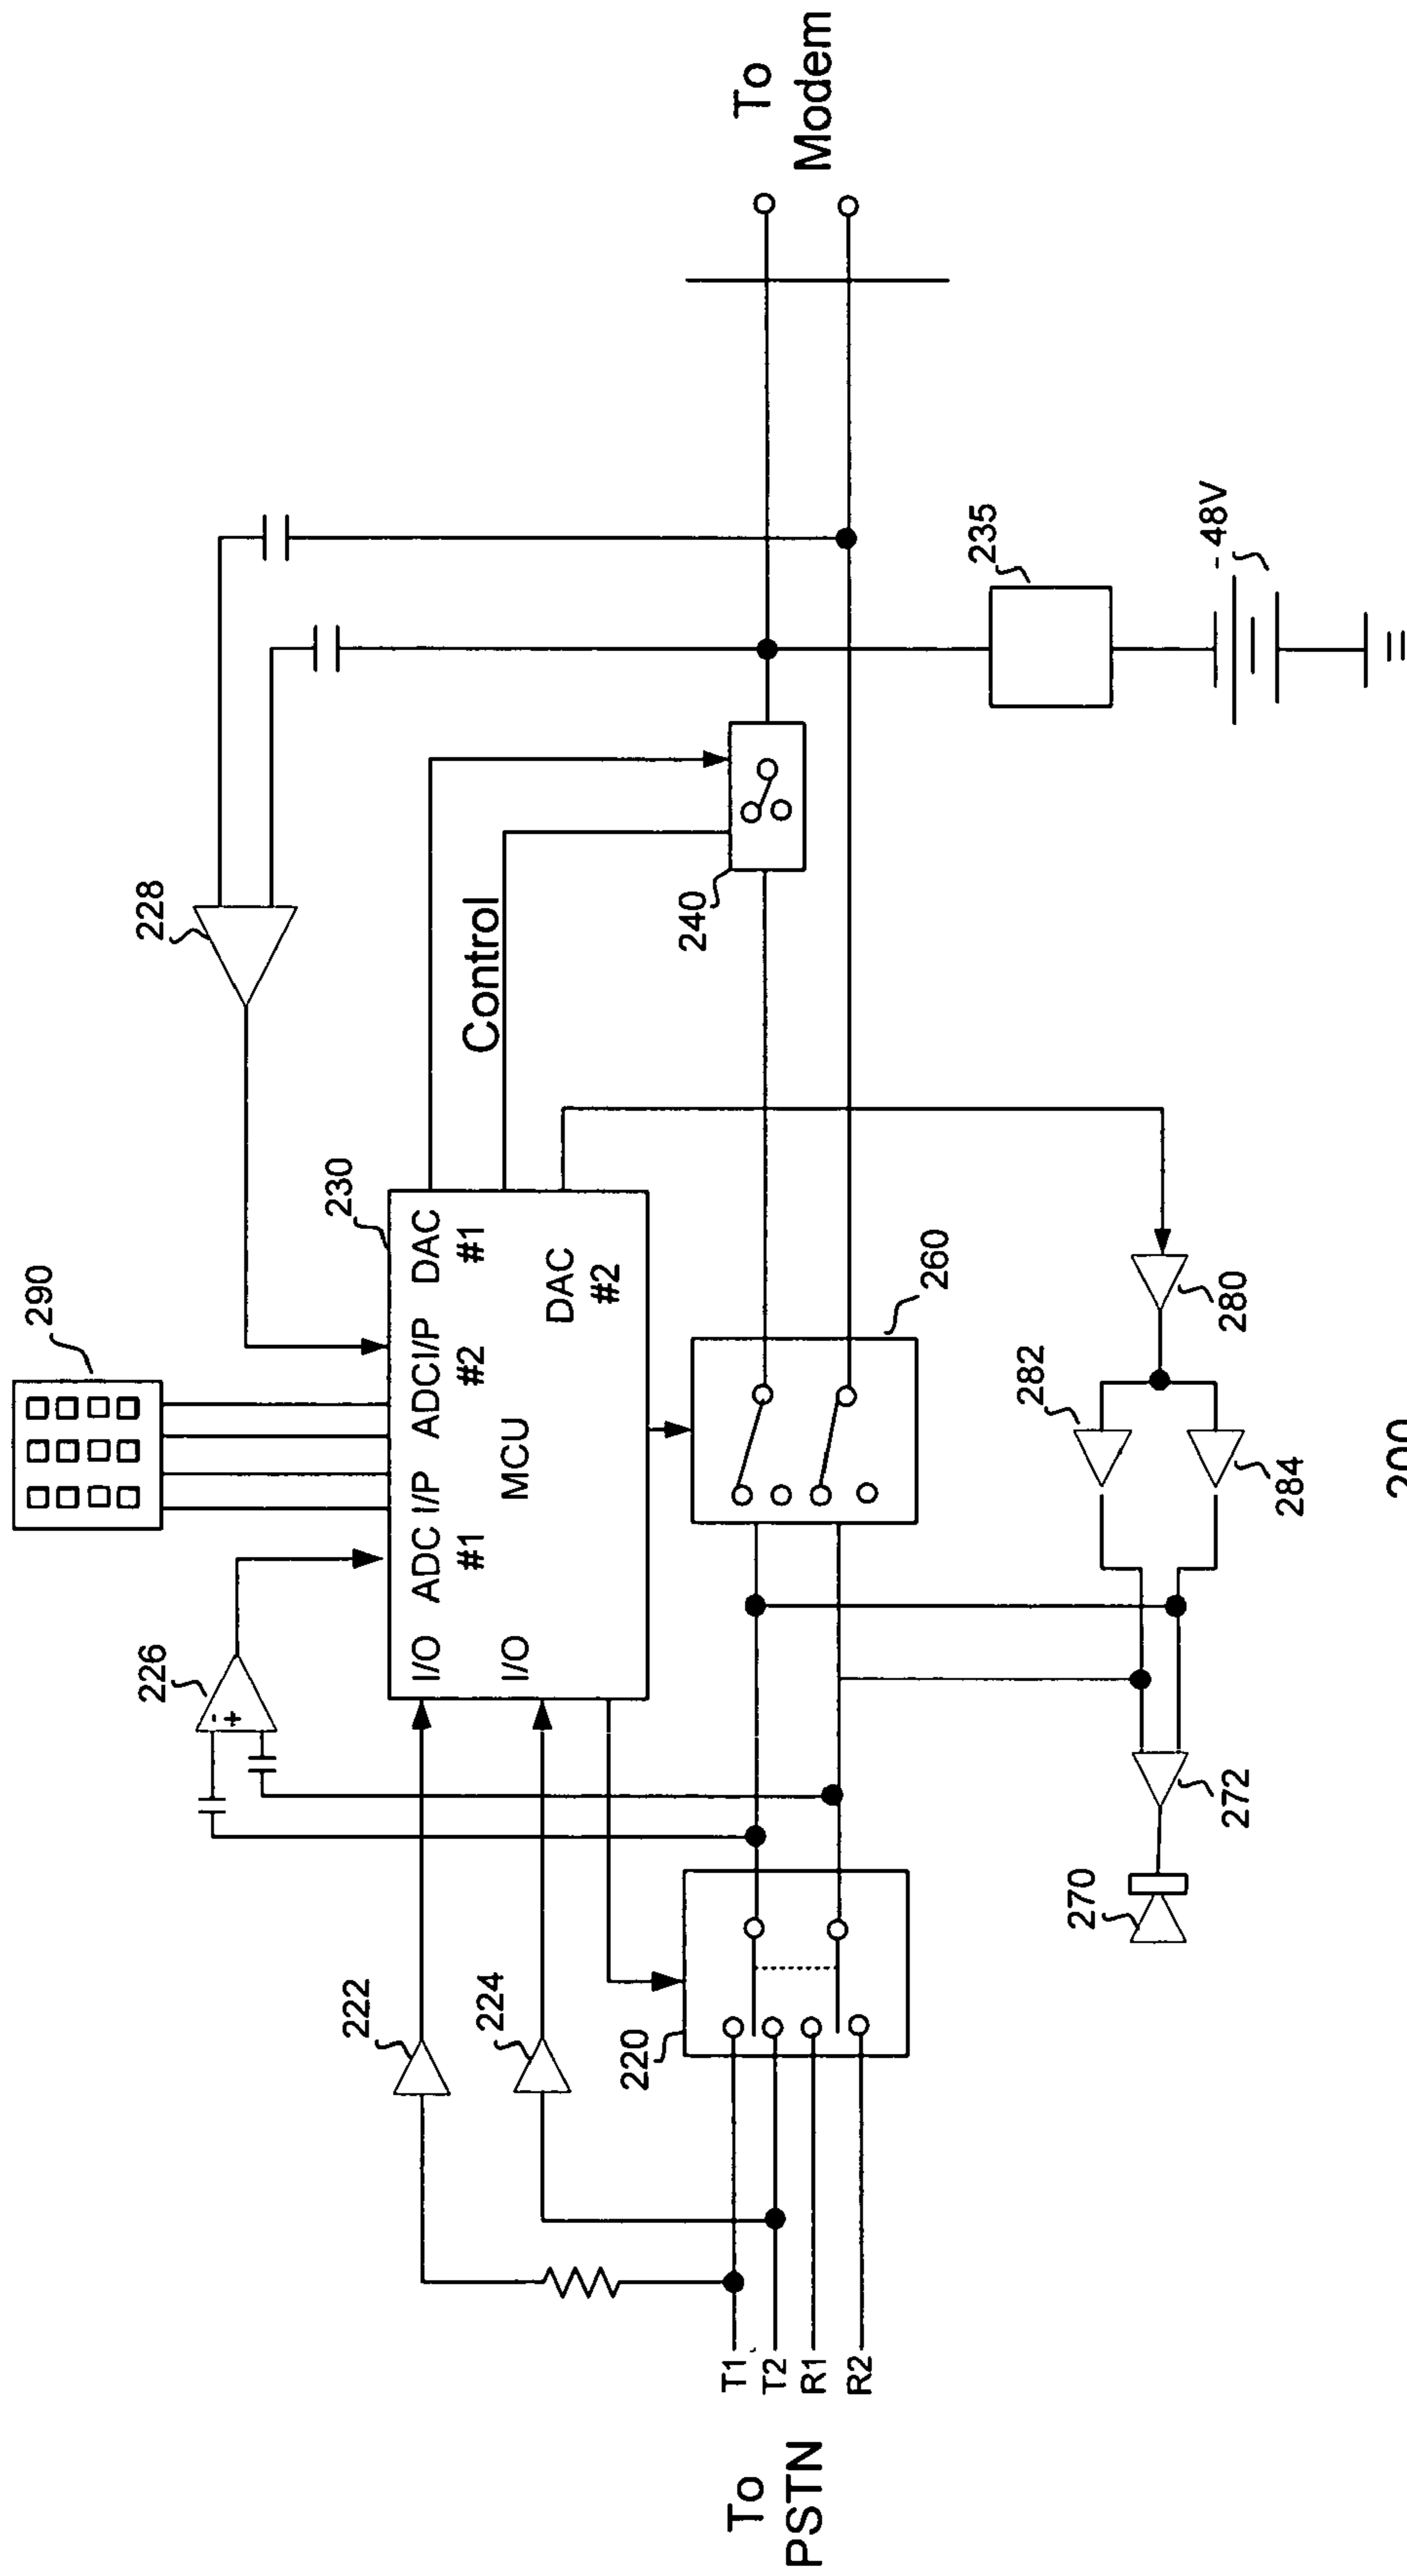 290
226
228
222
I/O
ADC I/P
#1
ADCI/P
#2
DAC
#1
230
224
I/O
MCU
DAC
#2
Control
To
PSTN
T1
T2
R1
R2
220
260
240
235
-48V
To
Modem
270
272
282
284
280
200